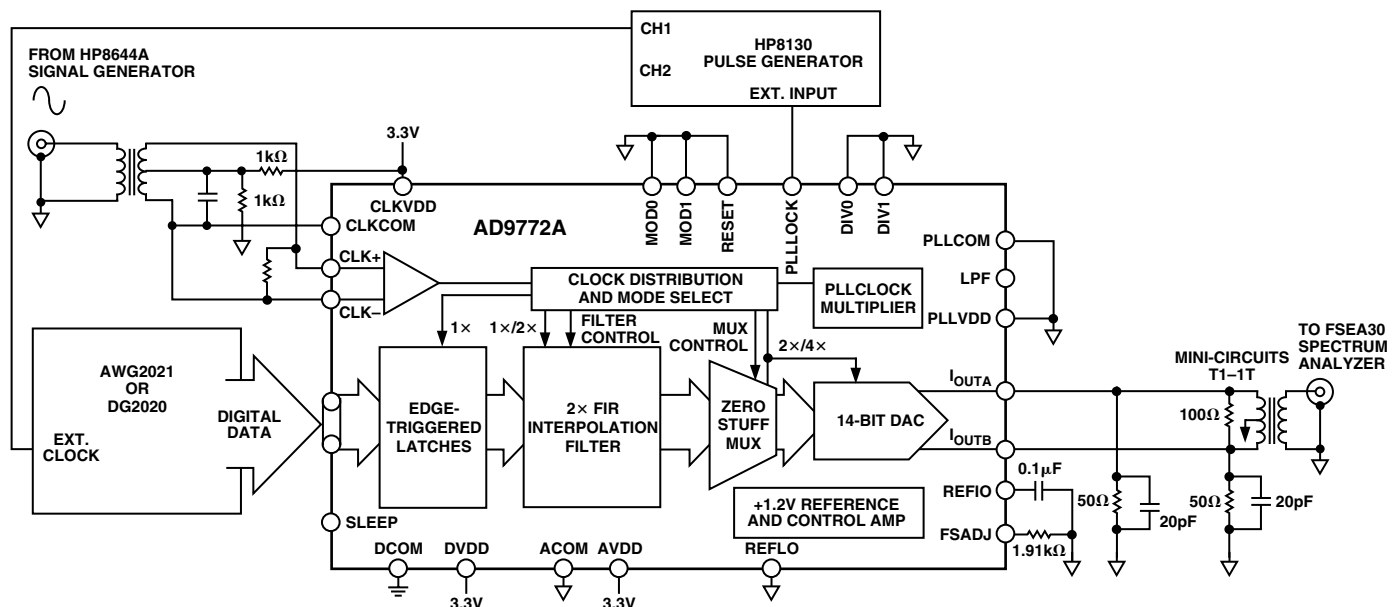 CH1
HP8130
PULSE GENERATOR
CH2
EXT. INPUT
FROM HP8644A
SIGNAL GENERATOR
3.3V
1kΩ
1kΩ
CLKVDD
MOD0
MOD1
RESET
PLLLOCK
DIV0
DIV1
CLKCOM
AD9772A
PLLCOM
CLK+
CLOCK DISTRIBUTION
AND MODE SELECT
PLLCLOCK
MULTIPLIER
LPF
CLK–
PLLVDD
1×
1×/2×
FILTER
CONTROL
MUX
CONTROL
2×/4×
TO FSEA30
SPECTRUM
ANALYZER
MINI-CIRCUITS
T1–1T
AWG2021
OR
DG2020
DIGITAL
DATA
EXT.
CLOCK
EDGE-
TRIGGERED
LATCHES
2× FIR
INTERPOLATION
FILTER
ZERO
STUFF
MUX
14-BIT DAC
IOUTA
100Ω
IOUTB
0.1μF
REFIO
50Ω
20pF
50Ω
20pF
+1.2V REFERENCE
AND CONTROL AMP
FSADJ
1.91kΩ
SLEEP
DCOM
DVDD
ACOM
AVDD
REFLO
3.3V
3.3V